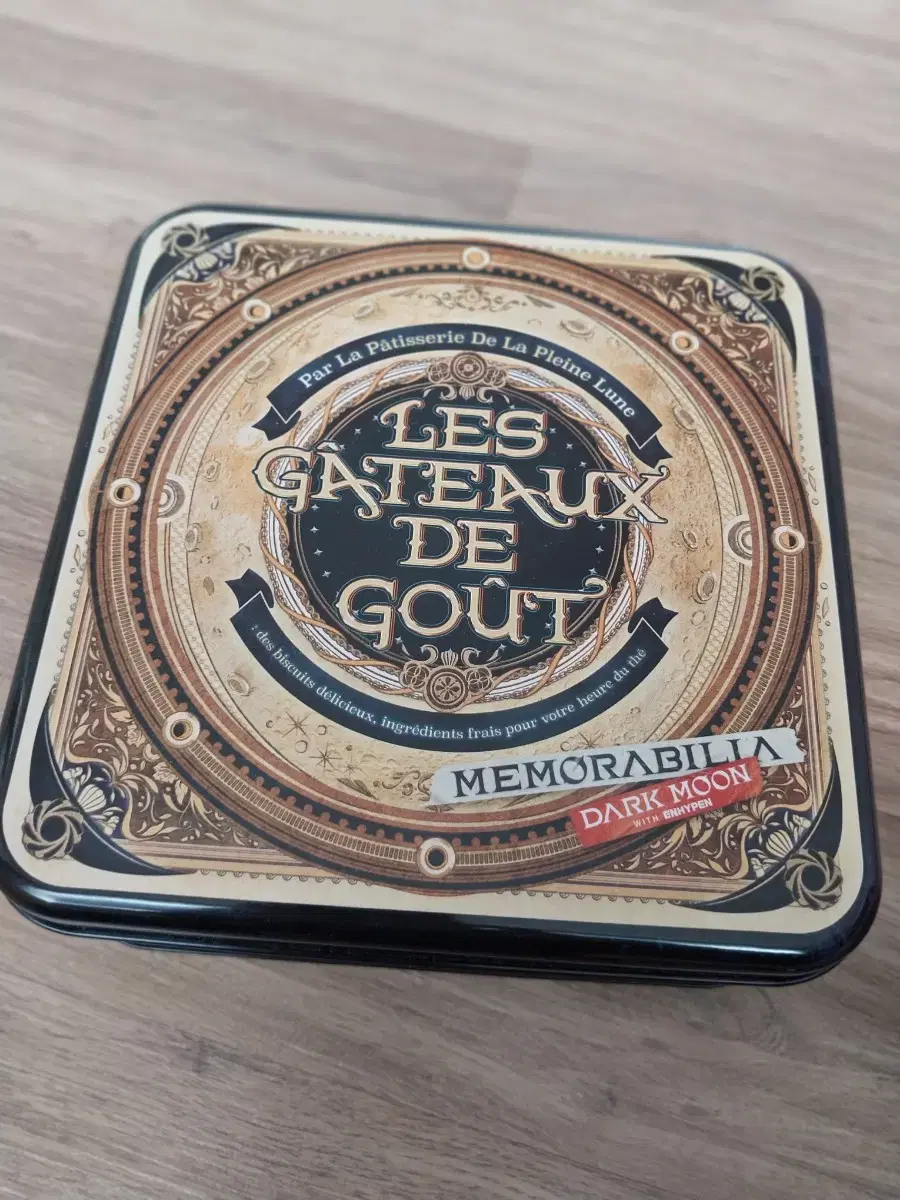 Par La Pâtisserie De La Pleine Lune
LES
GÂTEAUX
DE
GOÛT
: des biscuits délicieux, ingrédients frais pour votre heure du thé
MEMORABILIA
DARK MOON
WITH ENHYPEN